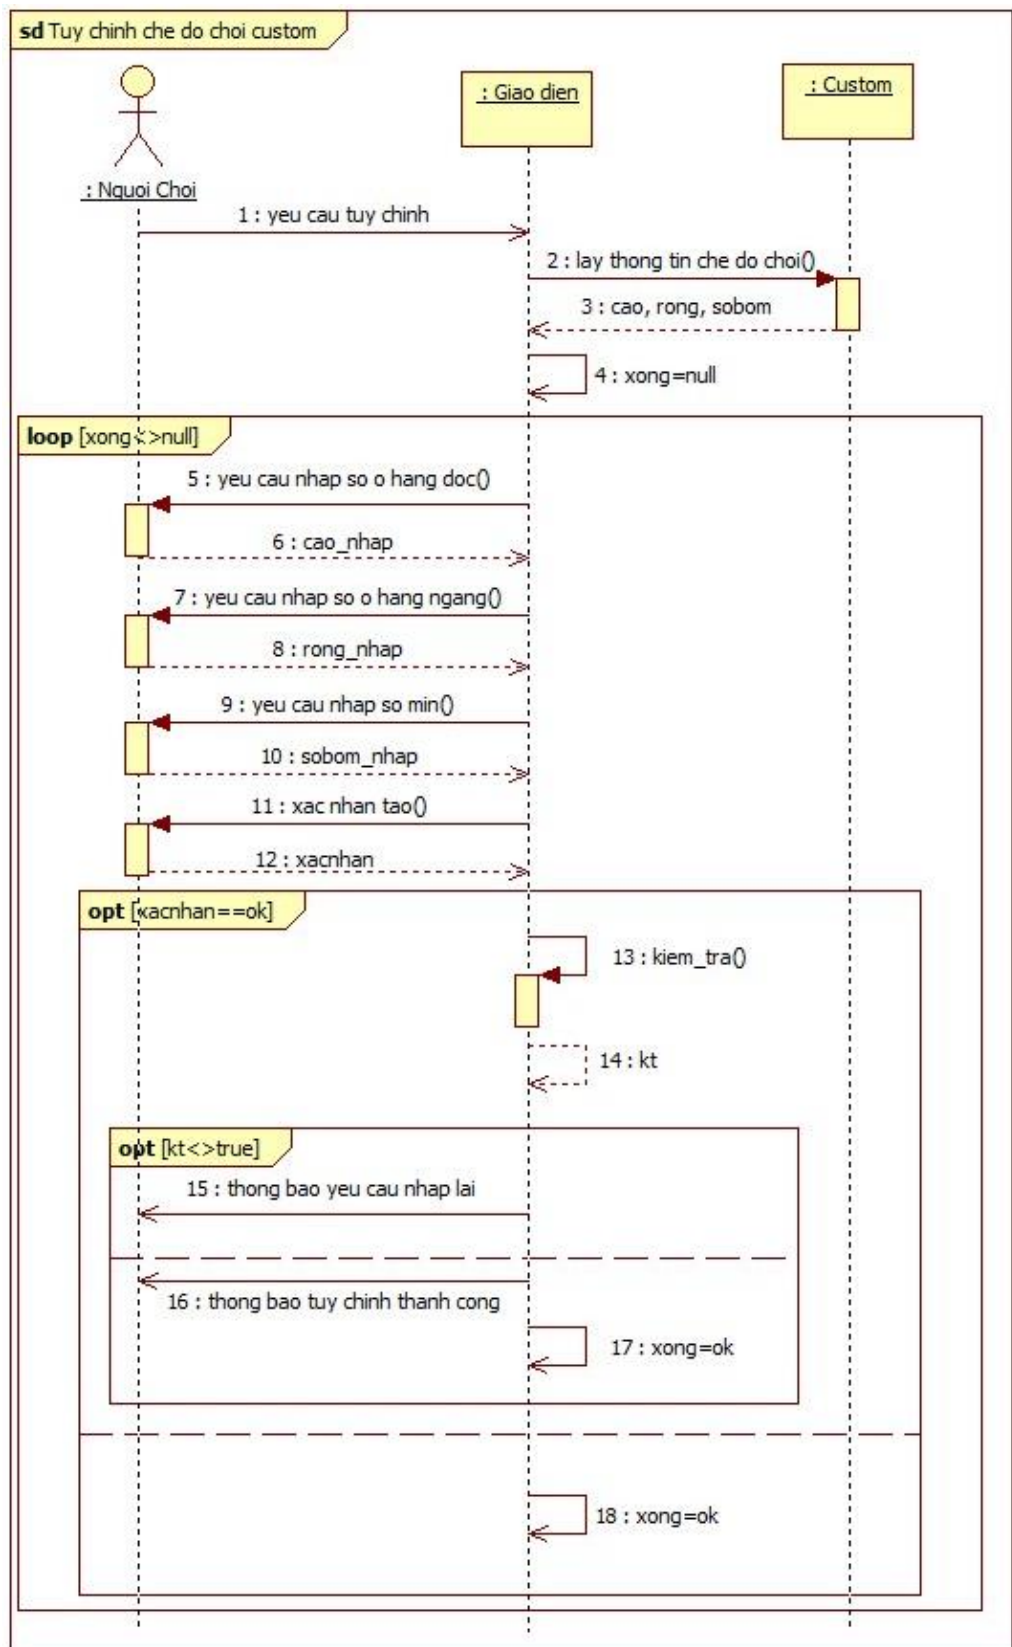 sd Tuy chinh che do choi custom
: Giao dien
: Custom
: Nguoi Choi
1 : yeu cau tuy chinh
2 : lay thong tin che do choi()
3 : cao, rong, sobom
4 : xong=null
loop [xong<>null]
5 : yeu cau nhap so o hang doc()
6 : cao_nhap
7 : yeu cau nhap so o hang ngang()
8 : rong_nhap
9 : yeu cau nhap so min()
10 : sobom_nhap
11 : xac nhan tao()
12 : xacnhan
opt [xacnhan==ok]
13 : kiem_tra()
14 : kt
opt [kt<>true]
15 : thong bao yeu cau nhap lai
16 : thong bao tuy chinh thanh cong
17 : xong=ok
18 : xong=ok